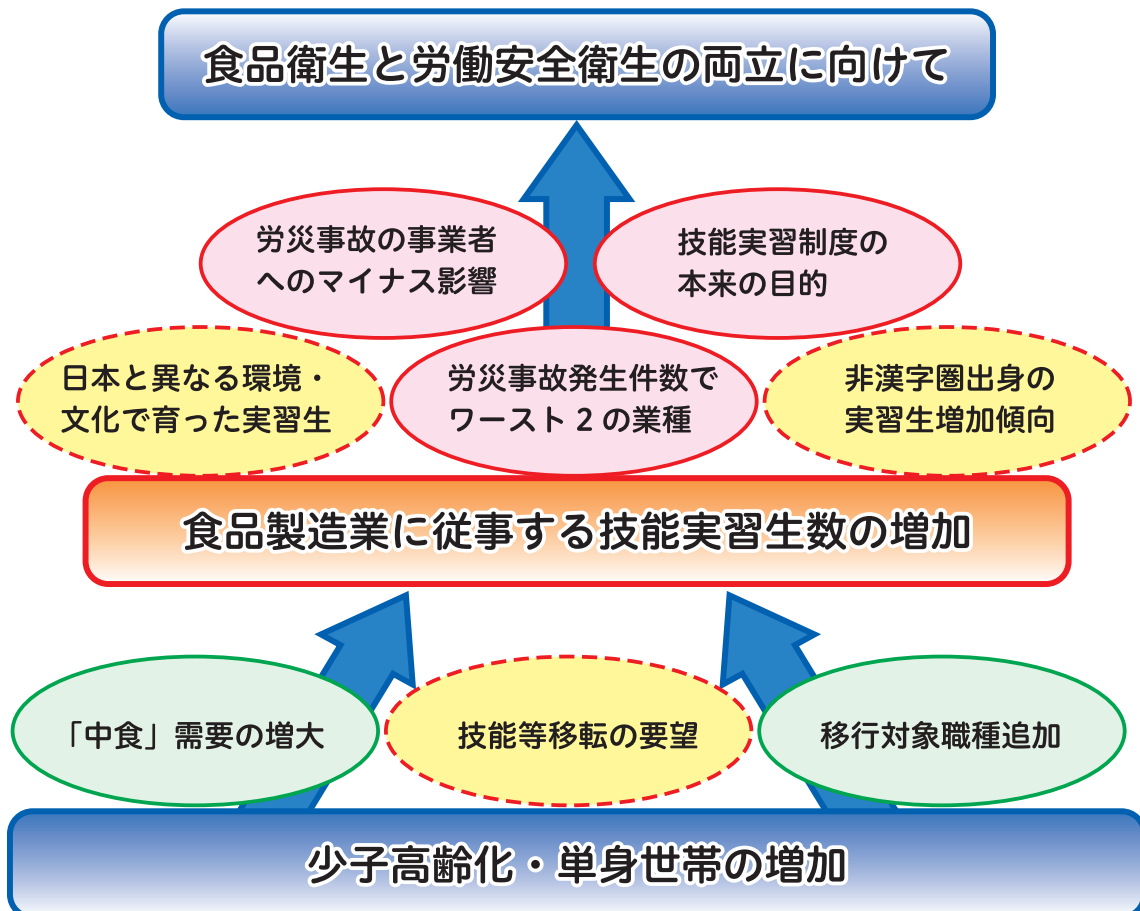 食品衛生と労働安全衛生の両立に向けて
労災事故の事業者
へのマイナス影響
技能実習制度の
本来の目的
日本と異なる環境・
文化で育った実習生
労災事故発生件数で
ワースト2の業種
非漢字圏出身の
実習生増加傾向
食品製造業に従事する技能実習生数の増加
「中食」需要の増大
技能等移転の要望
移行対象職種追加
少子高齢化・単身世帯の増加